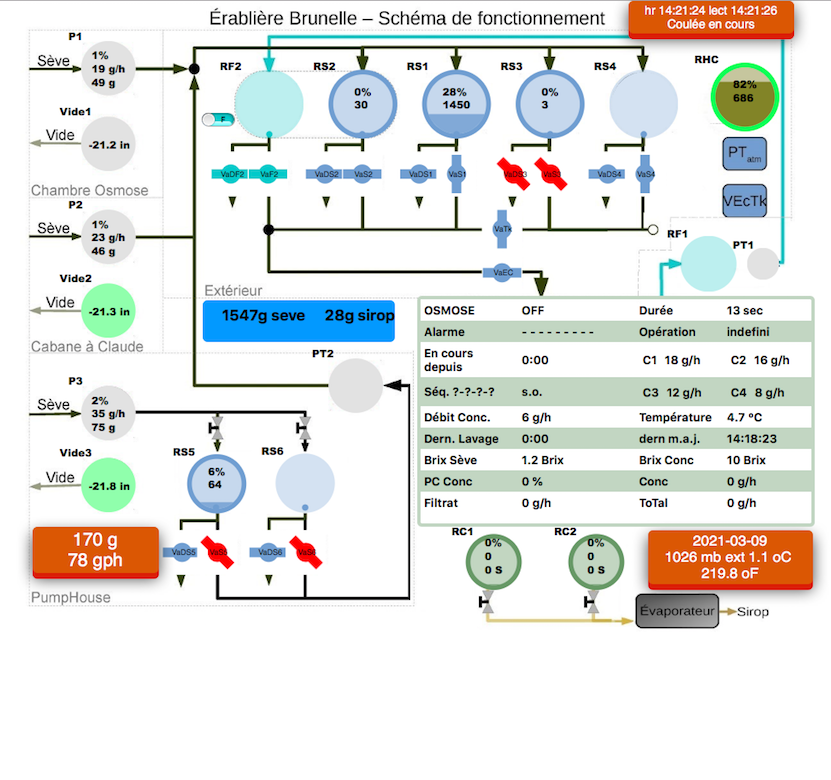 Érablière Brunelle – Schéma de fonctionnement
hr 14:21:24 lect 14:21:26
Coulée en cours
P1
Sève
1%
19 g/h
49 g
Vide1
Vide
-21.2 in
Chambre Osmose
P2
Sève
1%
23 g/h
46 g
Vide2
Vide
-21.3 in
Cabane à Claude
RF2
F
RS2
0%
30
RS1
28%
1450
RS3
0%
3
RS4
RHC
82%
686
VaDF2
VaF2
VaDS2
VaS2
VaDS1
VaS1
VaDS3
VaS3
VaDS4
VaS4
PTatm
VEcTk
VaTk
VaEC
RF1
PT1
Extérieur
1547g seve 28g sirop
PT2
P3
Sève
2%
35 g/h
75 g
Vide3
Vide
-21.8 in
RS5
6%
64
RS6
VaDS5
VaS5
VaDS6
VaS6
170 g
78 gph
PumpHouse
OSMOSE OFF Durée 13 sec
Alarme - - - - - - - - - Opération indefini
En cours
depuis 0:00 C1 18 g/h C2 16 g/h
Séq. ?-?-?-? s.o. C3 12 g/h C4 8 g/h
Débit Conc. 6 g/h Température 4.7 ºC
Dern. Lavage 0:00 dern m.a.j. 14:18:23
Brix Sève 1.2 Brix Brix Conc 10 Brix
PC Conc 0 % Conc 0 g/h
Filtrat 0 g/h ToTal 0 g/h
RC1
0%
0
0 S
RC2
0%
0
0 S
2021-03-09
1026 mb ext 1.1 oC
219.8 oF
Évaporateur
Sirop